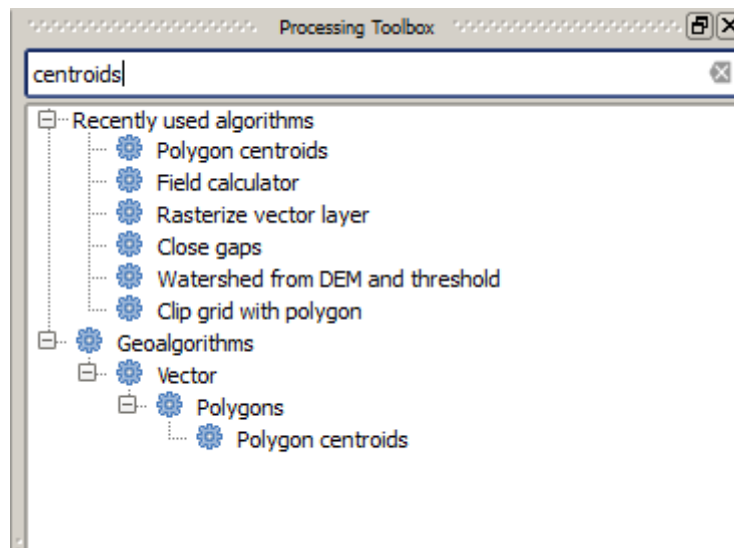 Processing Toolbox
centroids
Recently used algorithms
Polygon centroids
Field calculator
Rasterize vector layer
Close gaps
Watershed from DEM and threshold
Clip grid with polygon
Geoalgorithms
Vector
Polygons
Polygon centroids